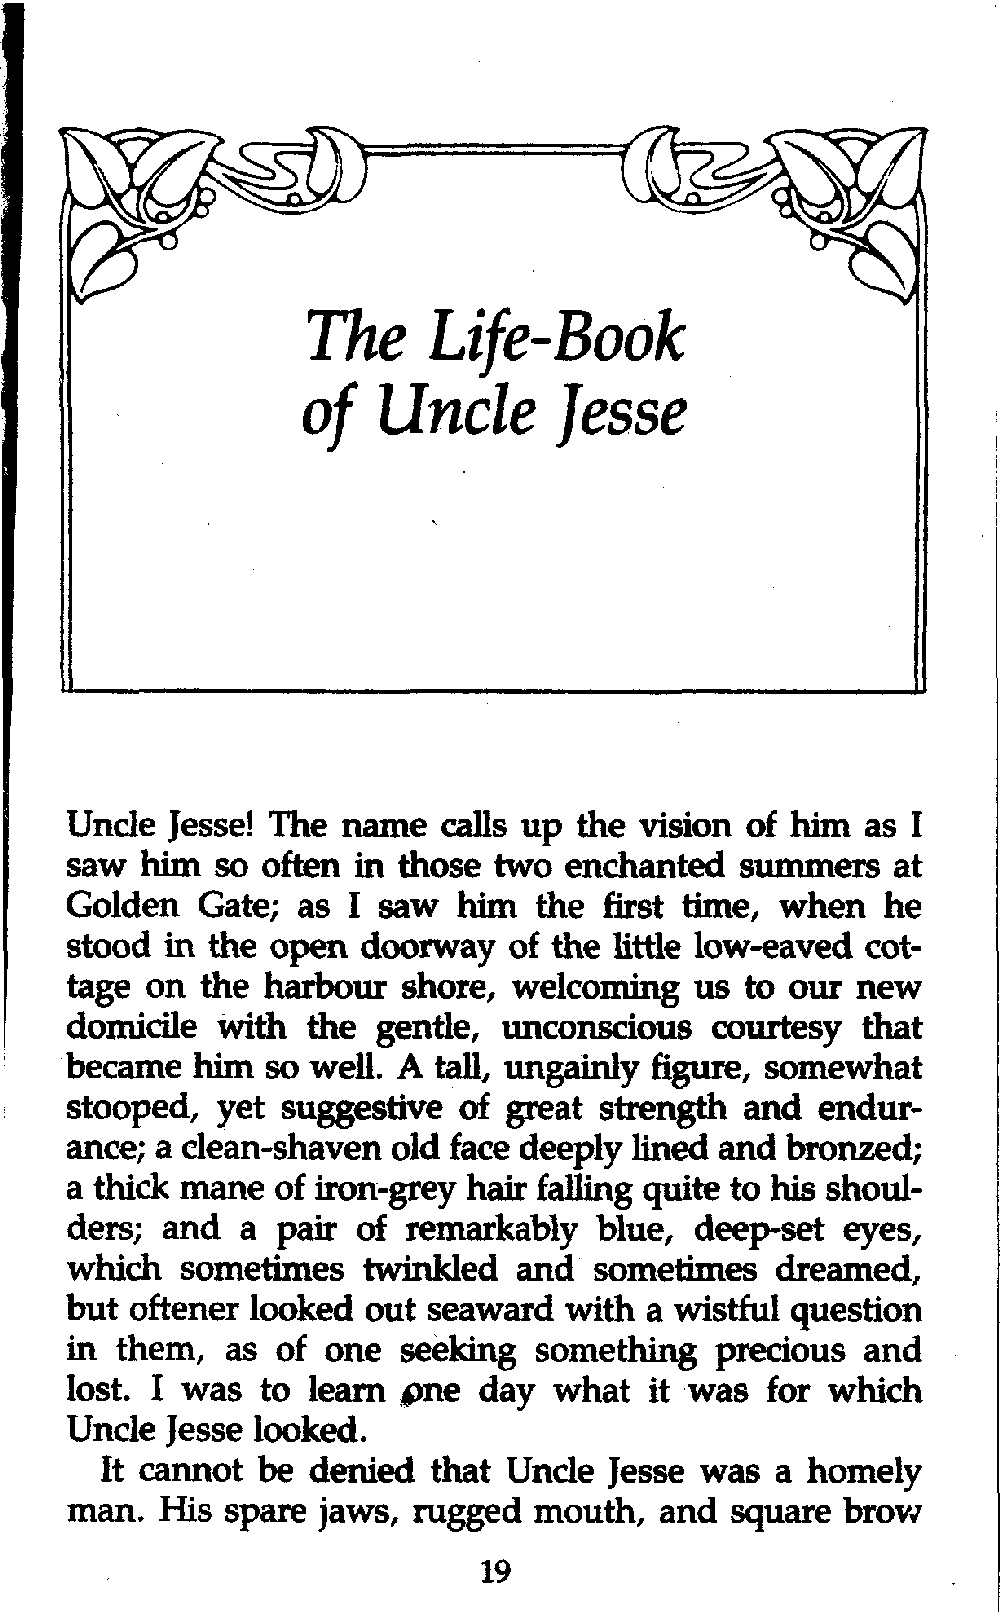 The Life-Book
of Uncle Jesse
Uncle Jesse! The name calls up the vision of him as I
saw him so often in those two enchanted summers at
Golden Gate; as I saw him the first time, when he
stood in the open doorway of the little low-eaved cot-
tage on the harbour shore, welcoming us to our new
domicile with the gentle, unconscious courtesy that
became him so well. A tall, ungainly figure, somewhat
stooped, yet suggestive of great strength and endur-
ance; a clean-shaven old face deeply lined and bronzed;
a thick mane of iron-grey hair falling quite to his shoul-
ders; and a pair of remarkably blue, deep-set eyes,
which sometimes twinkled and sometimes dreamed,
but oftener looked out seaward with a wistful question
in them, as of one seeking something precious and
lost. I was to learn one day what it was for which
Uncle Jesse looked.
It cannot be denied that Uncle Jesse was a homely
man. His spare jaws, rugged mouth, and square brow
19